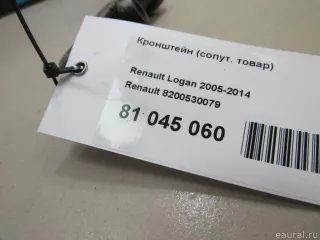 Кронштейн (сопут. товар)
Renault Logan 2005-2014
Renault 8200530079
81 045 060
eaural.ru